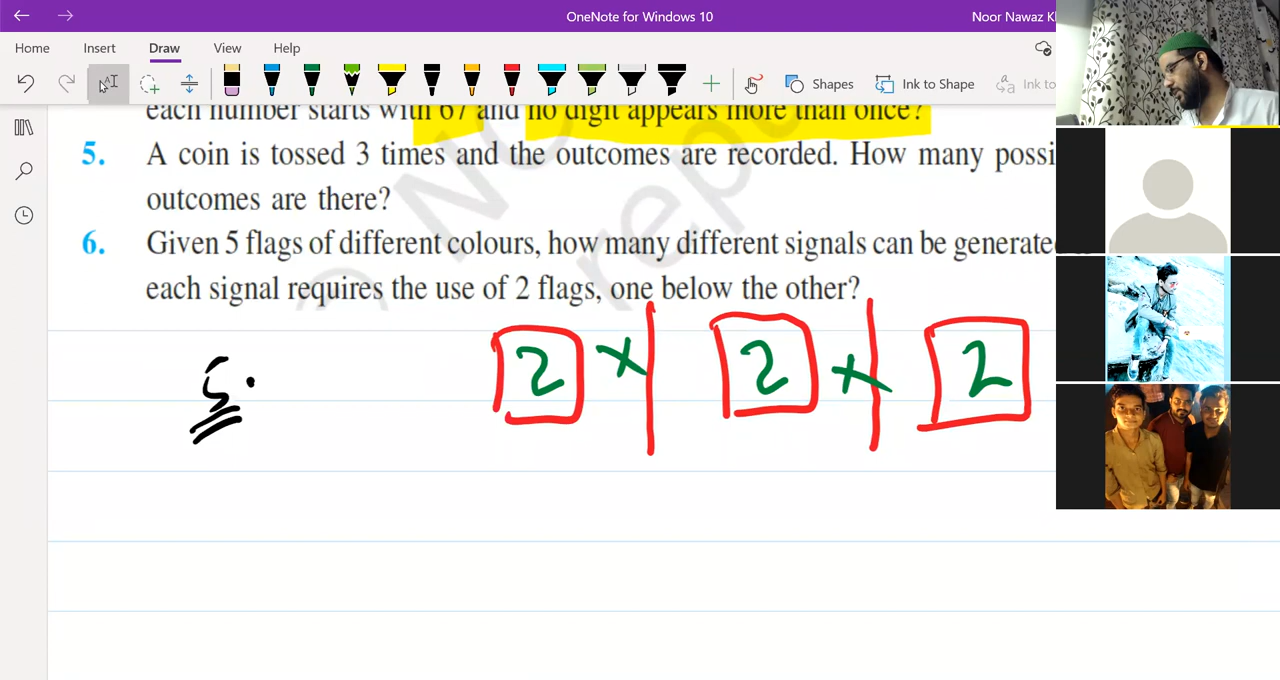 OneNote for Windows 10
Noor Nawaz Kh
Home Insert Draw View Help
Shapes Ink to Shape Ink to
each number starts with 67 and no digit appears more than once?
5. A coin is tossed 3 times and the outcomes are recorded. How many possi
outcomes are there?
6. Given 5 flags of different colours, how many different signals can be generate
each signal requires the use of 2 flags, one below the other?
5. 2 × 2 × 2